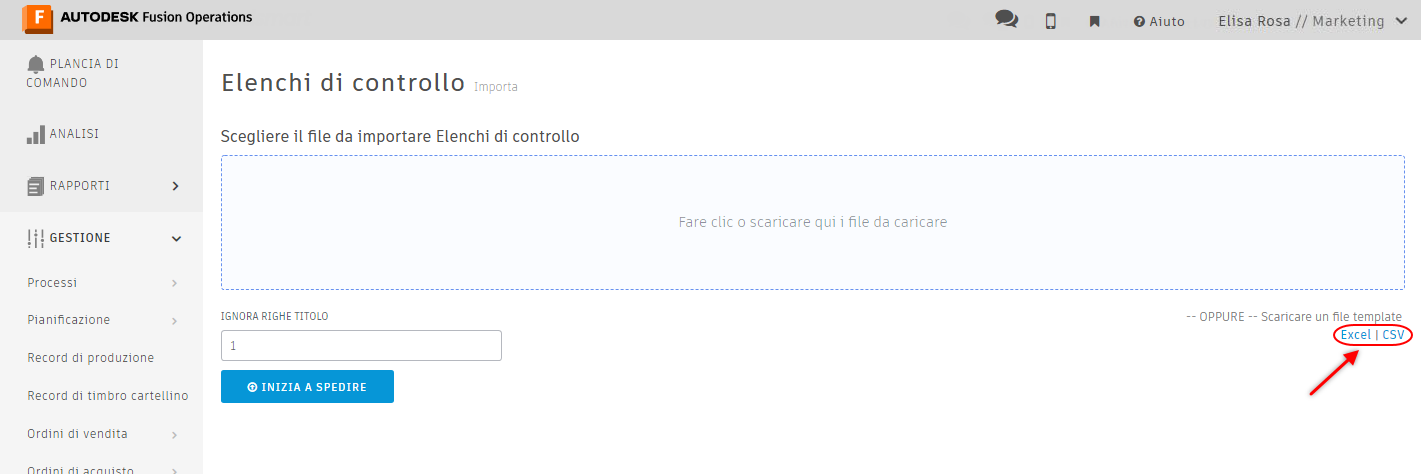 F AUTODESK Fusion Operations
Aiuto
Elisa Rosa // Marketing
PLANCIA DI
COMANDO
ANALISI
RAPPORTI
GESTIONE
Processi
Pianificazione
Record di produzione
Record di timbro cartellino
Ordini di vendita
Ordini di acquisto
Elenchi di controllo Importa
Scegliere il file da importare Elenchi di controllo
Fare clic o scaricare qui i file da caricare
IGNORA RIGHE TITOLO
1
INIZIA A SPEDIRE
-- OPPURE -- Scaricare un file template
Excel | CSV